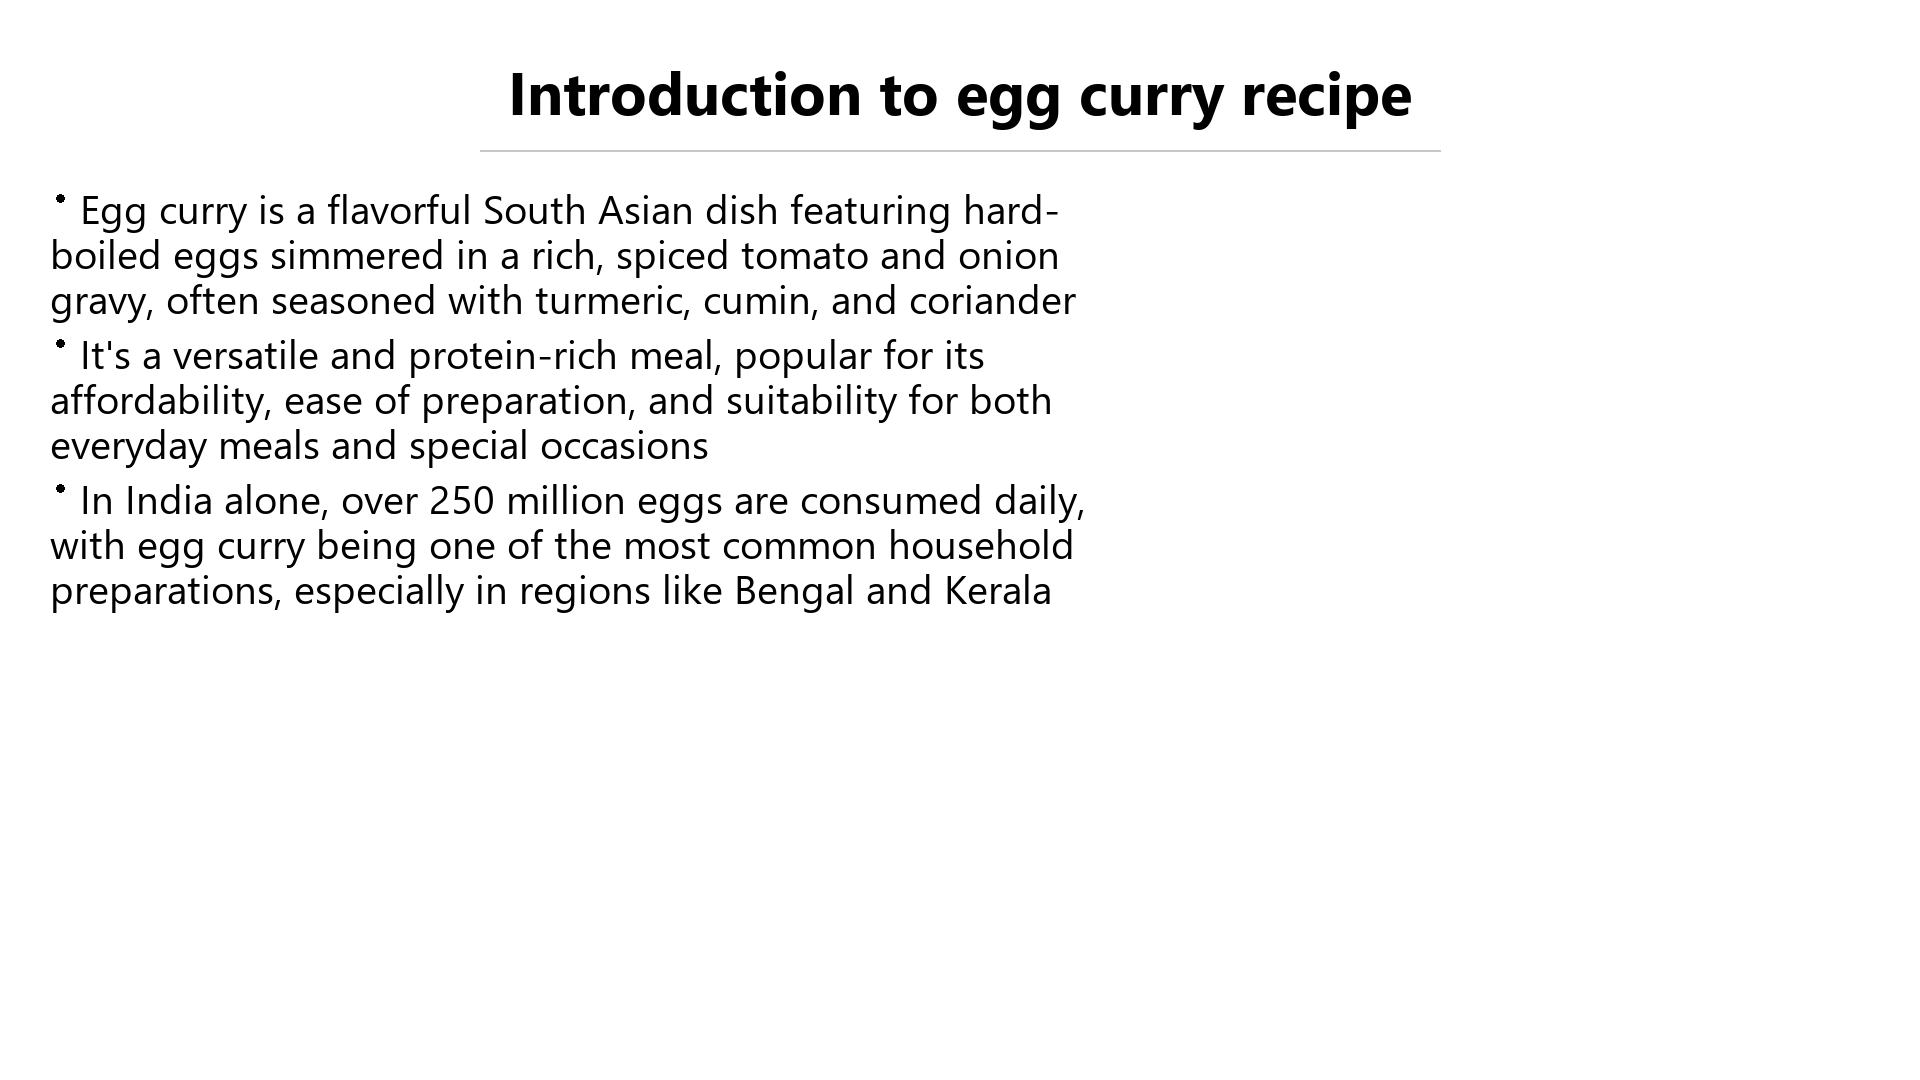 Introduction to egg curry recipe
• Egg curry is a flavorful South Asian dish featuring hard-
boiled eggs simmered in a rich, spiced tomato and onion
gravy, often seasoned with turmeric, cumin, and coriander
• It's a versatile and protein-rich meal, popular for its
affordability, ease of preparation, and suitability for both
everyday meals and special occasions
• In India alone, over 250 million eggs are consumed daily,
with egg curry being one of the most common household
preparations, especially in regions like Bengal and Kerala